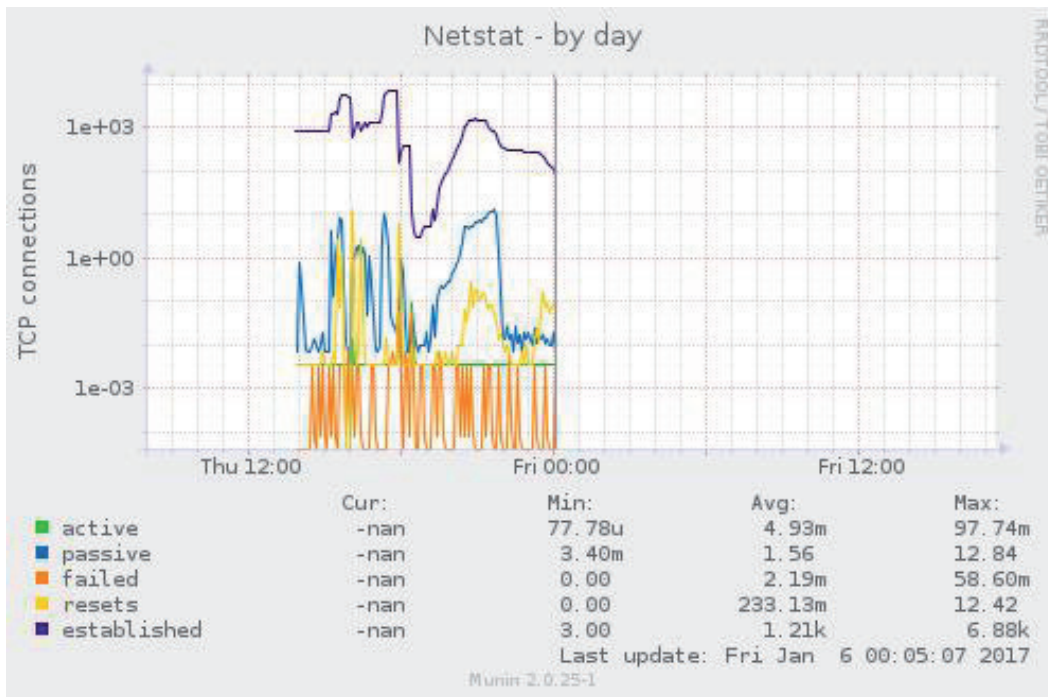 Netstat - by day
RRDTOOL / TOBI OETIKER
TCP connections
1e+03
1e+00
1e-03
Thu 12:00 Fri 00:00 Fri 12:00
Cur: Min: Avg: Max:
active -nan 77.78u 4.93m 97.74m
passive -nan 3.40m 1.56 12.84
failed -nan 0.00 2.19m 58.60m
resets -nan 0.00 233.13m 12.42
established -nan 3.00 1.21k 6.88k
Last update: Fri Jan 6 00:05:07 2017
Munin 2.0.25-1